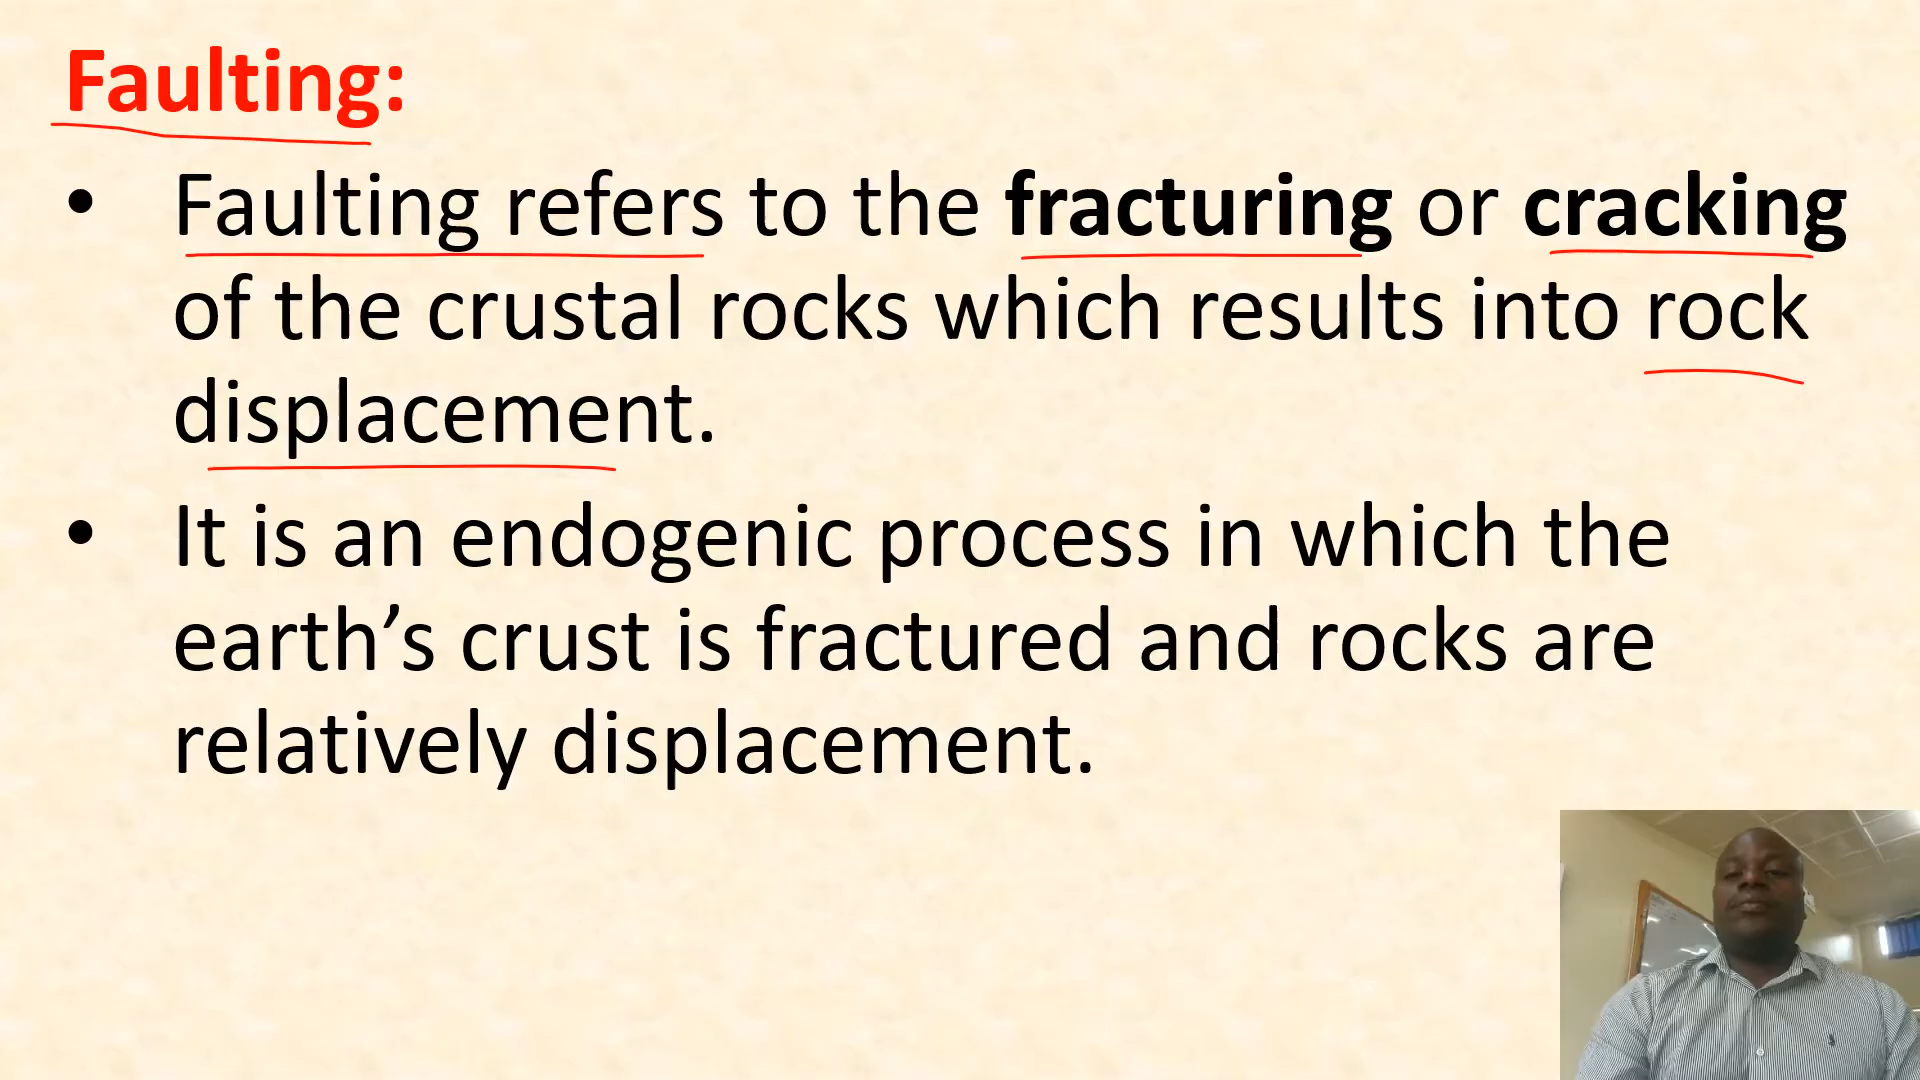 Faulting:
• Faulting refers to the fracturing or cracking
of the crustal rocks which results into rock
displacement.
• It is an endogenic process in which the
earth’s crust is fractured and rocks are
relatively displacement.